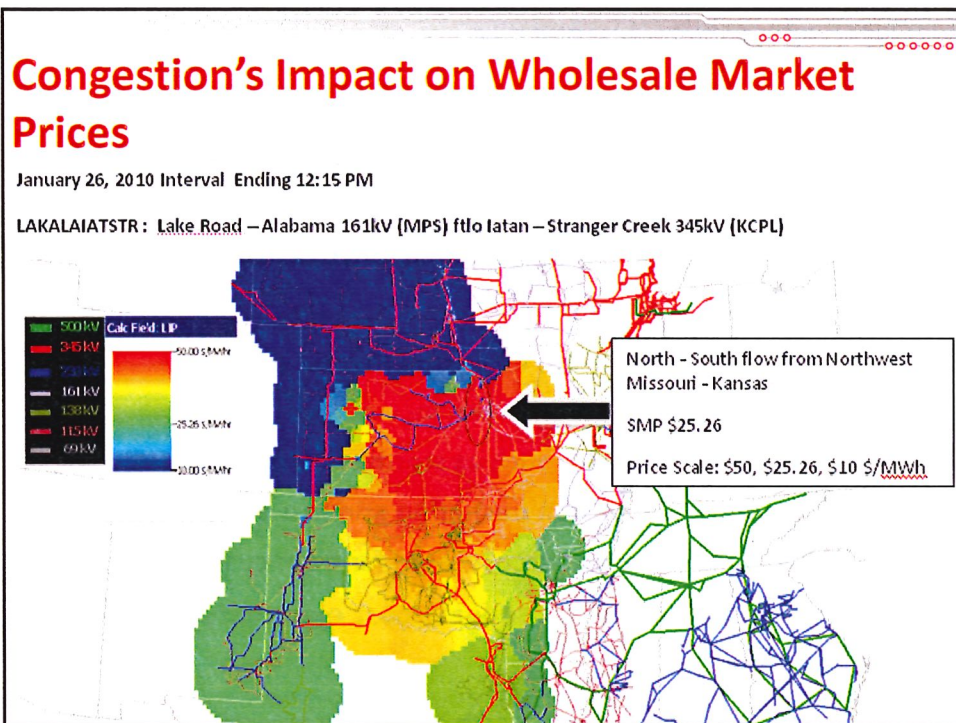 Congestion's Impact on Wholesale Market
Prices
January 26, 2010 Interval Ending 12:15 PM
LAKALAIATSTR: Lake Road – Alabama 161kV (MPS) ftlo Iatan – Stranger Creek 345kV (KCPL)
500 kV
345 kV
161 kV
138 kV
115 kV
69 kV
Calc Field: LIP
50.00 $/MWhr
25.26 $/MWhr
10.00 $/MWhr
North - South flow from Northwest
Missouri - Kansas
SMP $25.26
Price Scale: $50, $25.26, $10 $/MWh